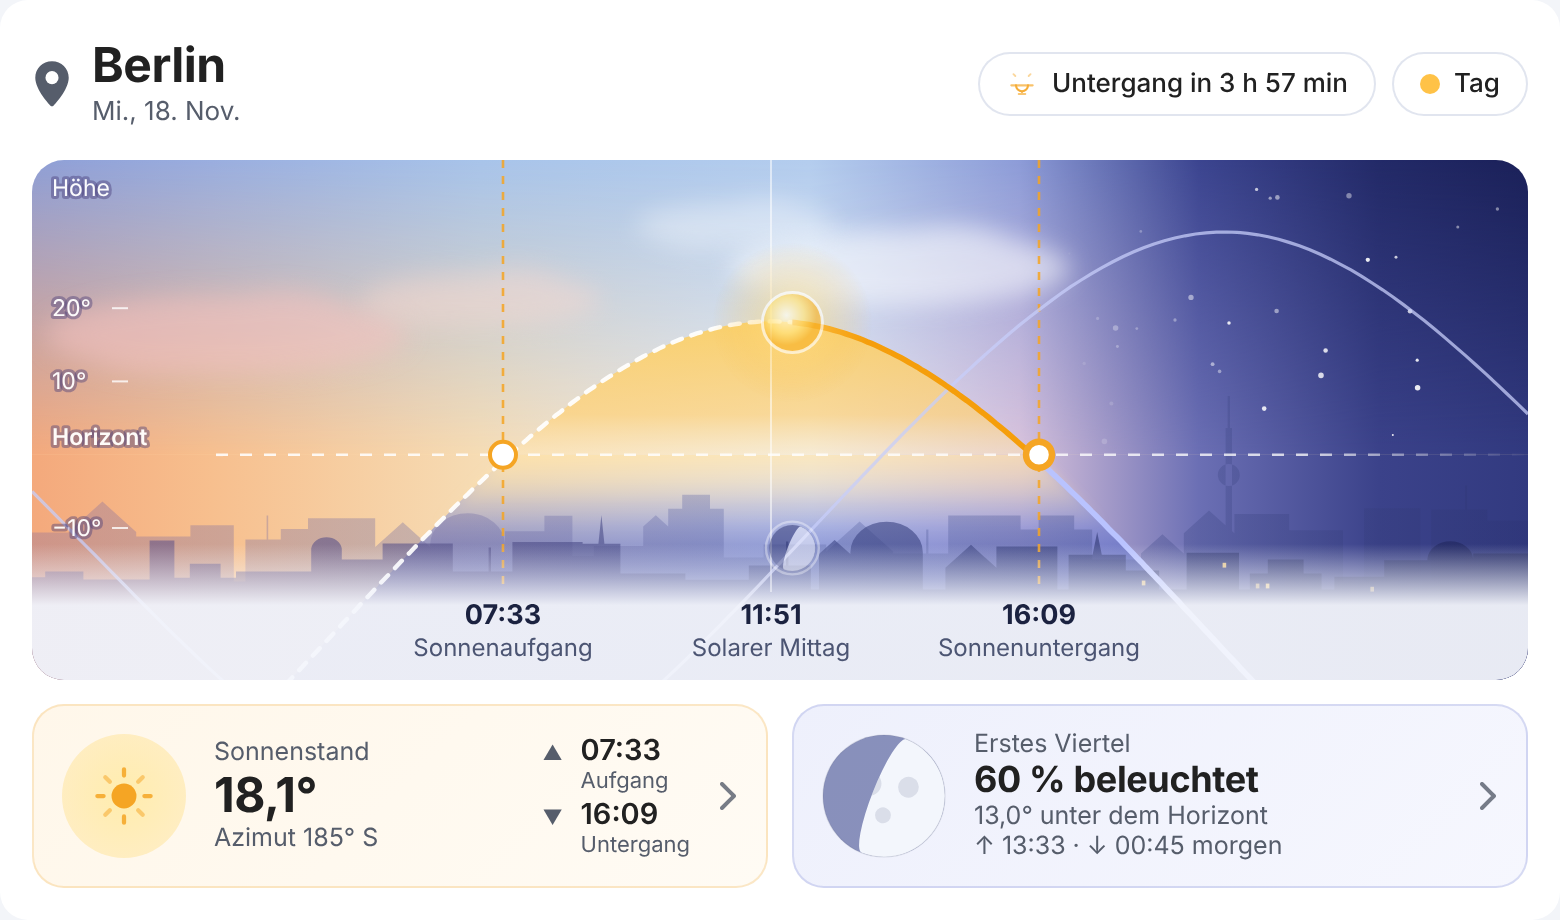 Berlin
Mi., 18. Nov.
Untergang in 3 h 57 min
Tag
Höhe
20°
10°
Horizont
−10°
07:33
Sonnenaufgang
11:51
Solarer Mittag
16:09
Sonnenuntergang
Sonnenstand
18,1°
Azimut 185° S
▲ 07:33
Aufgang
▼ 16:09
Untergang
Erstes Viertel
60 % beleuchtet
13,0° unter dem Horizont
↑ 13:33 · ↓ 00:45 morgen